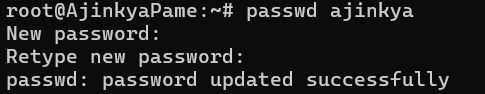 root@AjinkyaPame:~# passwd ajinkya
New password:
Retype new password:
passwd: password updated successfully